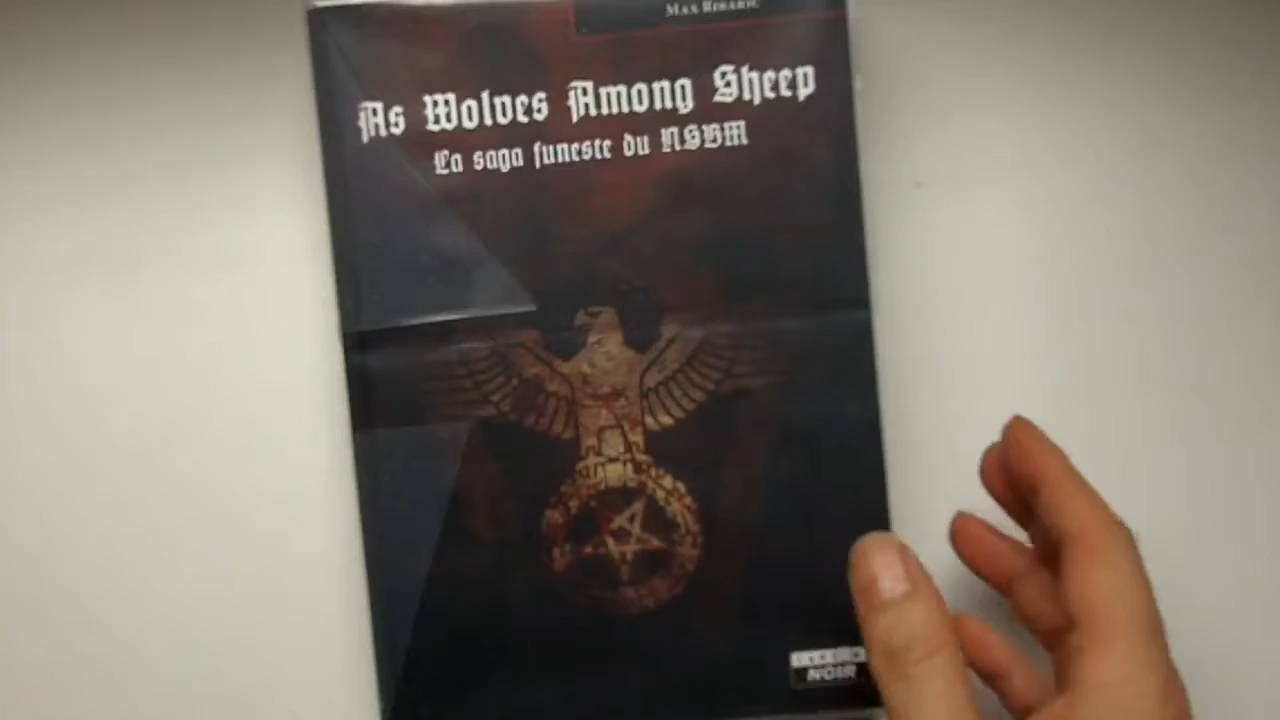 Max Ribaric
As Wolves Among Sheep
La saga funeste du NSBM
NOIR